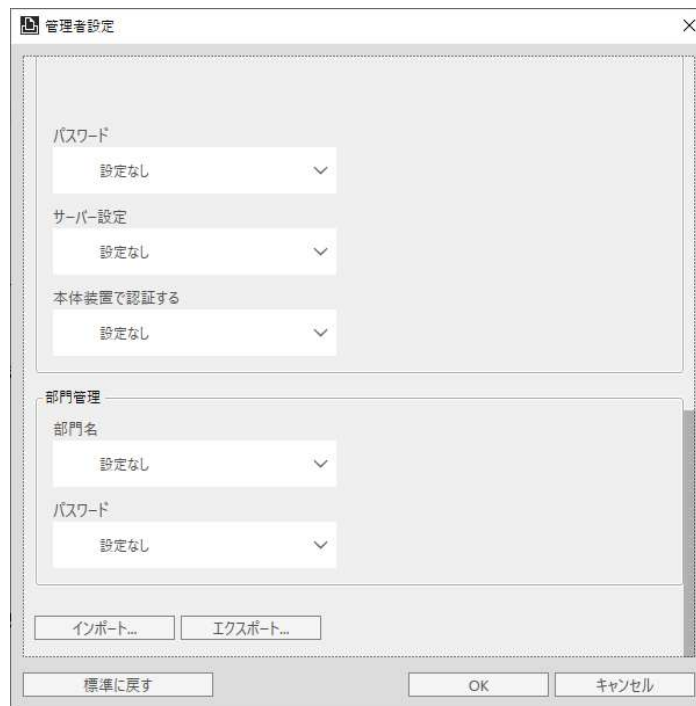 管理者設定
パスワード
設定なし
サーバー設定
設定なし
本体装置で認証する
設定なし
部門管理
部門名
設定なし
パスワード
設定なし
インポート... エクスポート...
標準に戻す OK キャンセル